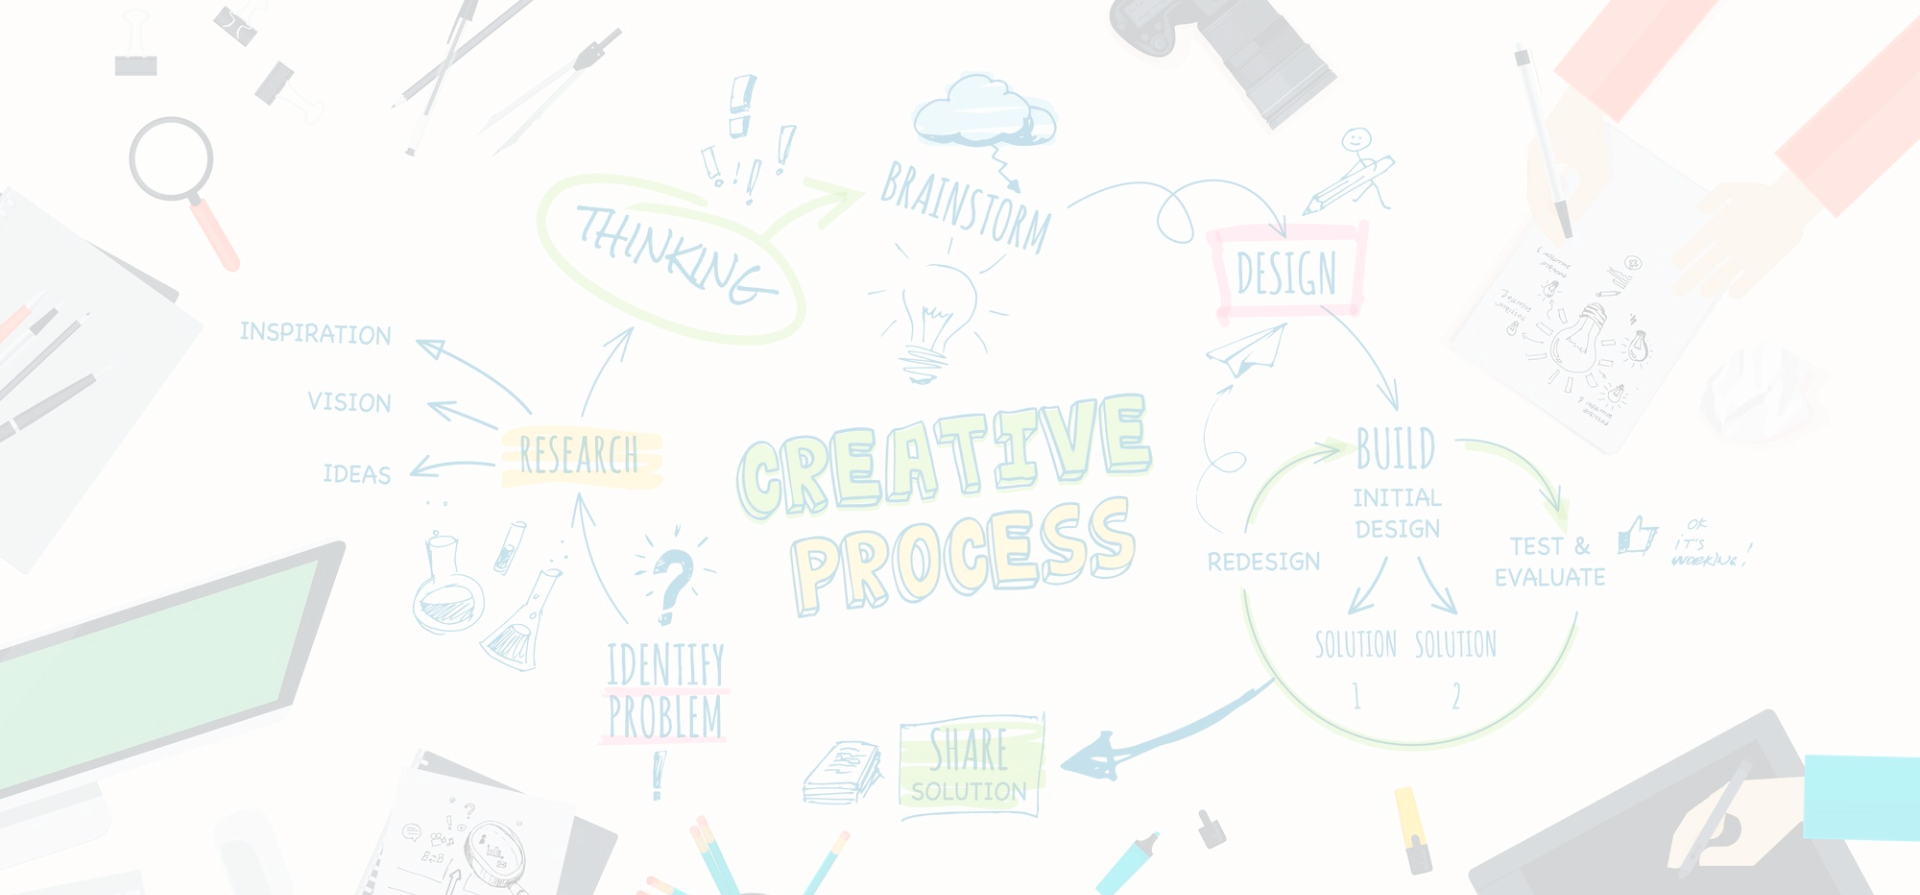 BRAINSTORM
THINKING
DESIGN
INSPIRATION
VISION
IDEAS
RESEARCH
CREATIVE
PROCESS
BUILD
INITIAL
DESIGN
REDESIGN
TEST &
EVALUATE
OK
IT'S
WORKING!
SOLUTION
1
SOLUTION
2
IDENTIFY
PROBLEM
SHARE
SOLUTION